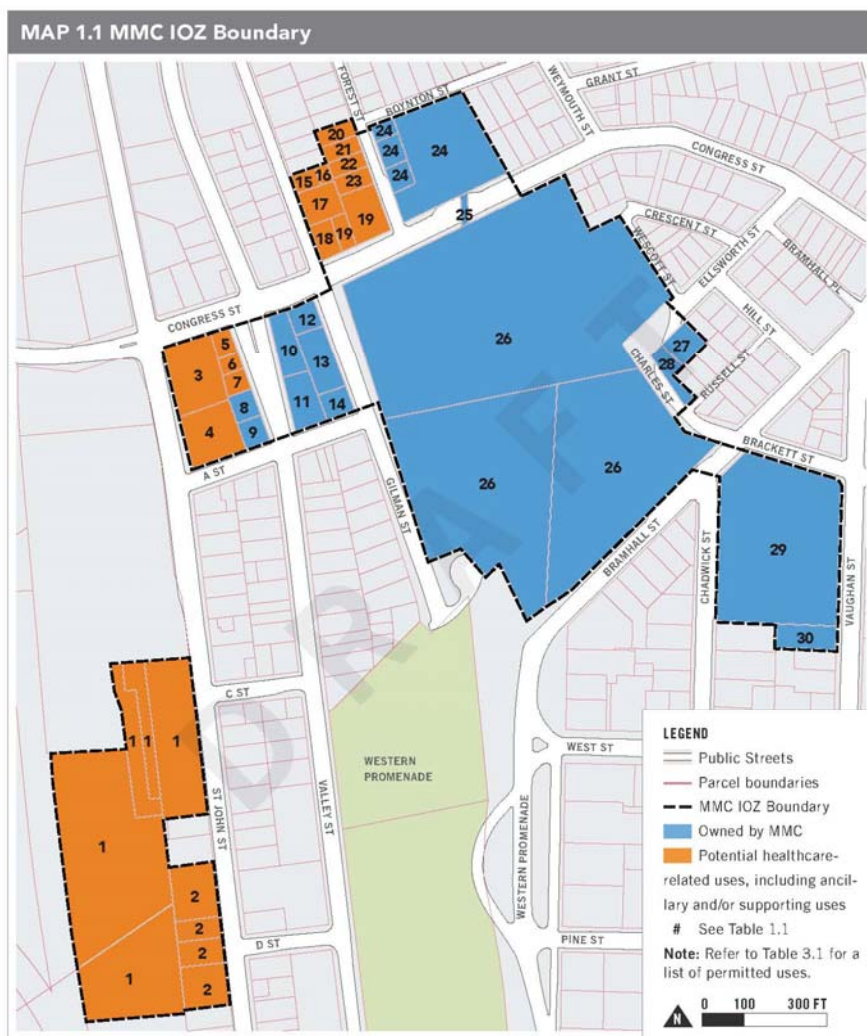 MAP 1.1 MMC IOZ Boundary
FOREST ST
BOYNTON ST
WEYMOUTH ST
GRANT ST
CONGRESS ST
20
21
22
23
15
16
17
18
19
19
24
24
24
24
25
CRESCENT ST
WESCOTT ST
ELLSWORTH ST
BRAMHALL PL
HILL ST
RUSSELL ST
CHARLES ST
CONGRESS ST
3
5
6
7
8
9
4
10
12
13
11
14
26
26
26
27
28
BRACKETT ST
A ST
GILMAN ST
BRAMHALL ST
CHADWICK ST
VAUGHAN ST
29
30
DRAFT
C ST
1
1
1
1
1
2
2
2
2
ST JOHN ST
VALLEY ST
D ST
WESTERN
PROMENADE
WESTERN PROMENADE
WEST ST
PINE ST
LEGEND
Public Streets
Parcel boundaries
MMC IOZ Boundary
Owned by MMC
Potential healthcare-
related uses, including ancil-
lary and/or supporting uses
# See Table 1.1
Note: Refer to Table 3.1 for a
list of permitted uses.
N
0 100 300 FT